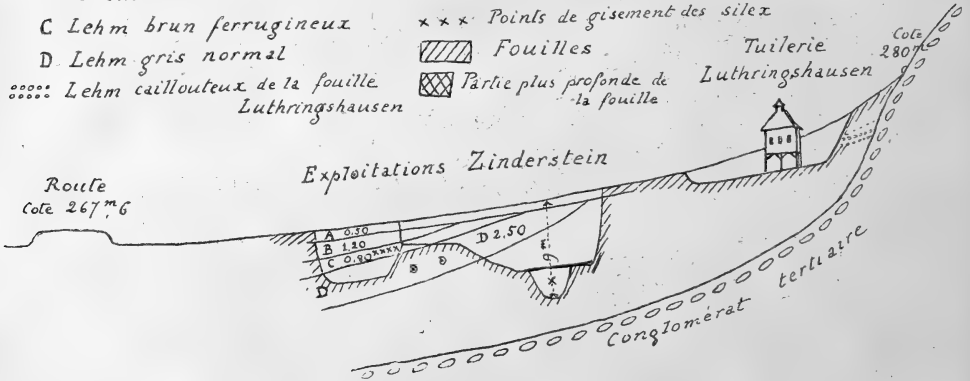 C Lehm brun ferrugineux
D Lehm gris normal
Lehm caillouteux de la fouille
Luthringshausen
x x x Points de gisement des silex
Fouilles
Partie plus profonde de
la fouille
Tuilerie
Luthringshausen
Cote
280m
Exploitations Zinderstein
Route
Cote 267m6
A 0.50
B 1.20
C 0.80 xxxx
D
D 2.50
x
Conglomérat tertiaire